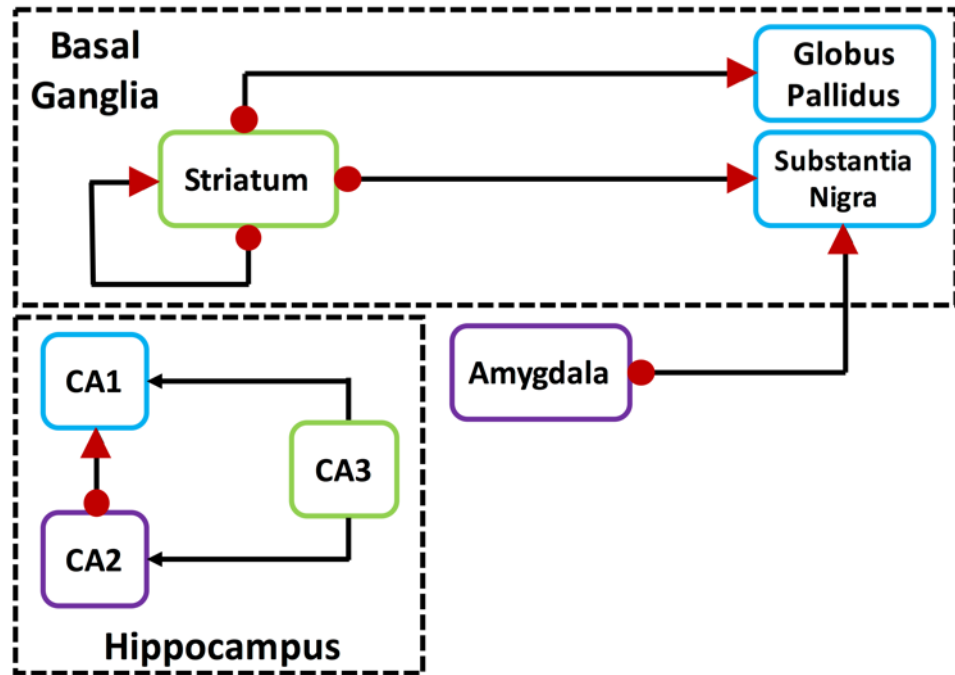 Basal
Ganglia
Globus
Pallidus
Striatum
Substantia
Nigra
CA1
Amygdala
CA3
CA2
Hippocampus